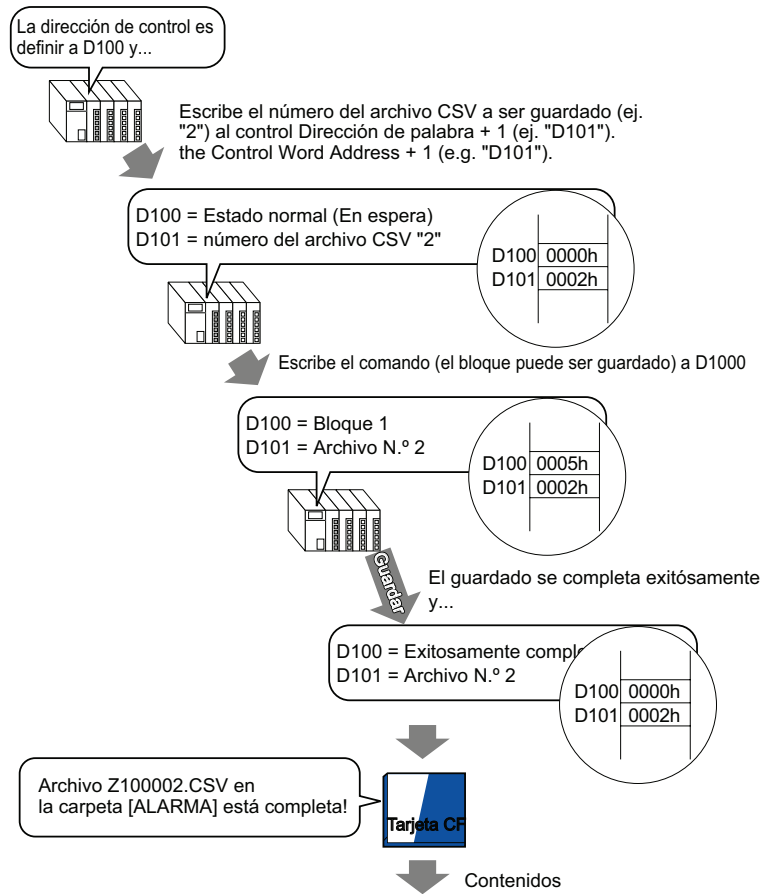 La dirección de control es
definir a D100 y...
Escribe el número del archivo CSV a ser guardado (ej.
"2") al control Dirección de palabra + 1 (ej. "D101").
the Control Word Address + 1 (e.g. "D101").
D100 = Estado normal (En espera)
D101 = número del archivo CSV "2"
D100 0000h
D101 0002h
Escribe el comando (el bloque puede ser guardado) a D1000
D100 = Bloque 1
D101 = Archivo N.º 2
D100 0005h
D101 0002h
Guardar
El guardado se completa exitósamente
y...
D100 = Exitosamente comple
D101 = Archivo N.º 2
D100 0000h
D101 0002h
Archivo Z100002.CSV en
la carpeta [ALARMA] está completa!
Tarjeta CF
Contenidos